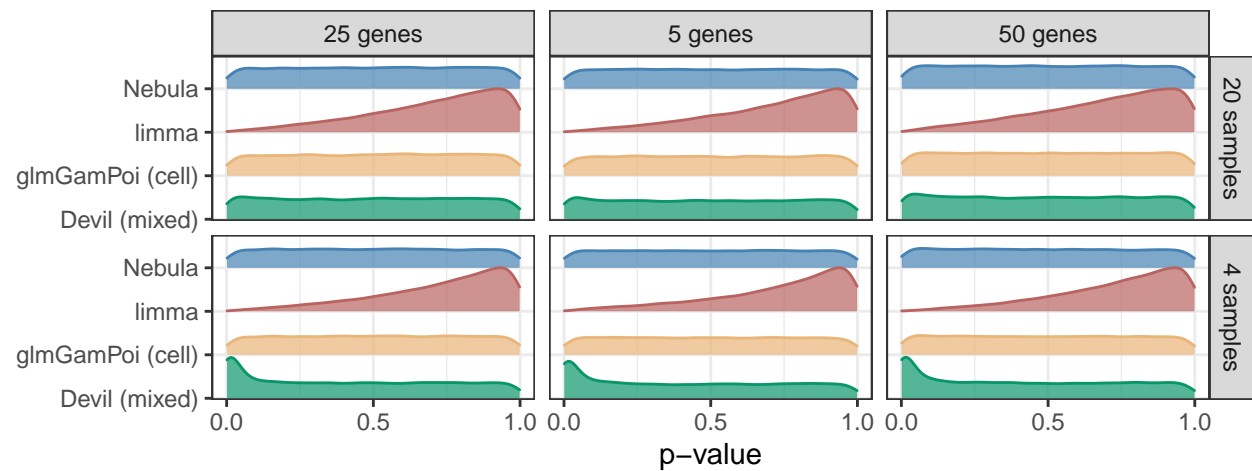 25 genes
5 genes
50 genes
Nebula
limma
glmGamPoi (cell)
Devil (mixed)
20 samples
Nebula
limma
glmGamPoi (cell)
Devil (mixed)
4 samples
0.0 0.5 1.0 0.0 0.5 1.0 0.0 0.5 1.0
p−value